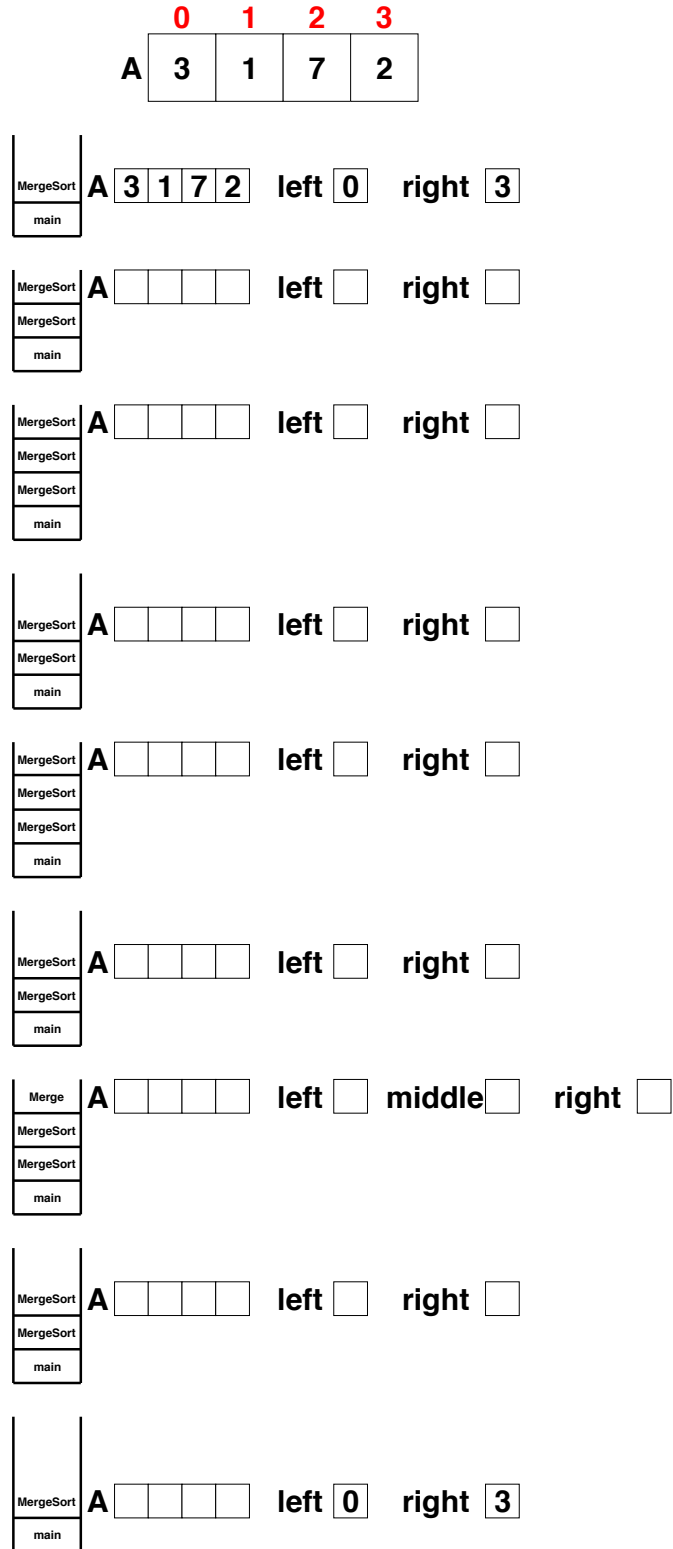 0 1 2 3
A 3 1 7 2
MergeSort A 3 1 7 2 left 0 right 3
main
MergeSort A left right
MergeSort
main
MergeSort A left right
MergeSort
MergeSort
main
MergeSort A left right
MergeSort
main
MergeSort A left right
MergeSort
MergeSort
main
MergeSort A left right
MergeSort
main
Merge A left middle right
MergeSort
MergeSort
main
MergeSort A left right
MergeSort
main
MergeSort A left 0 right 3
main